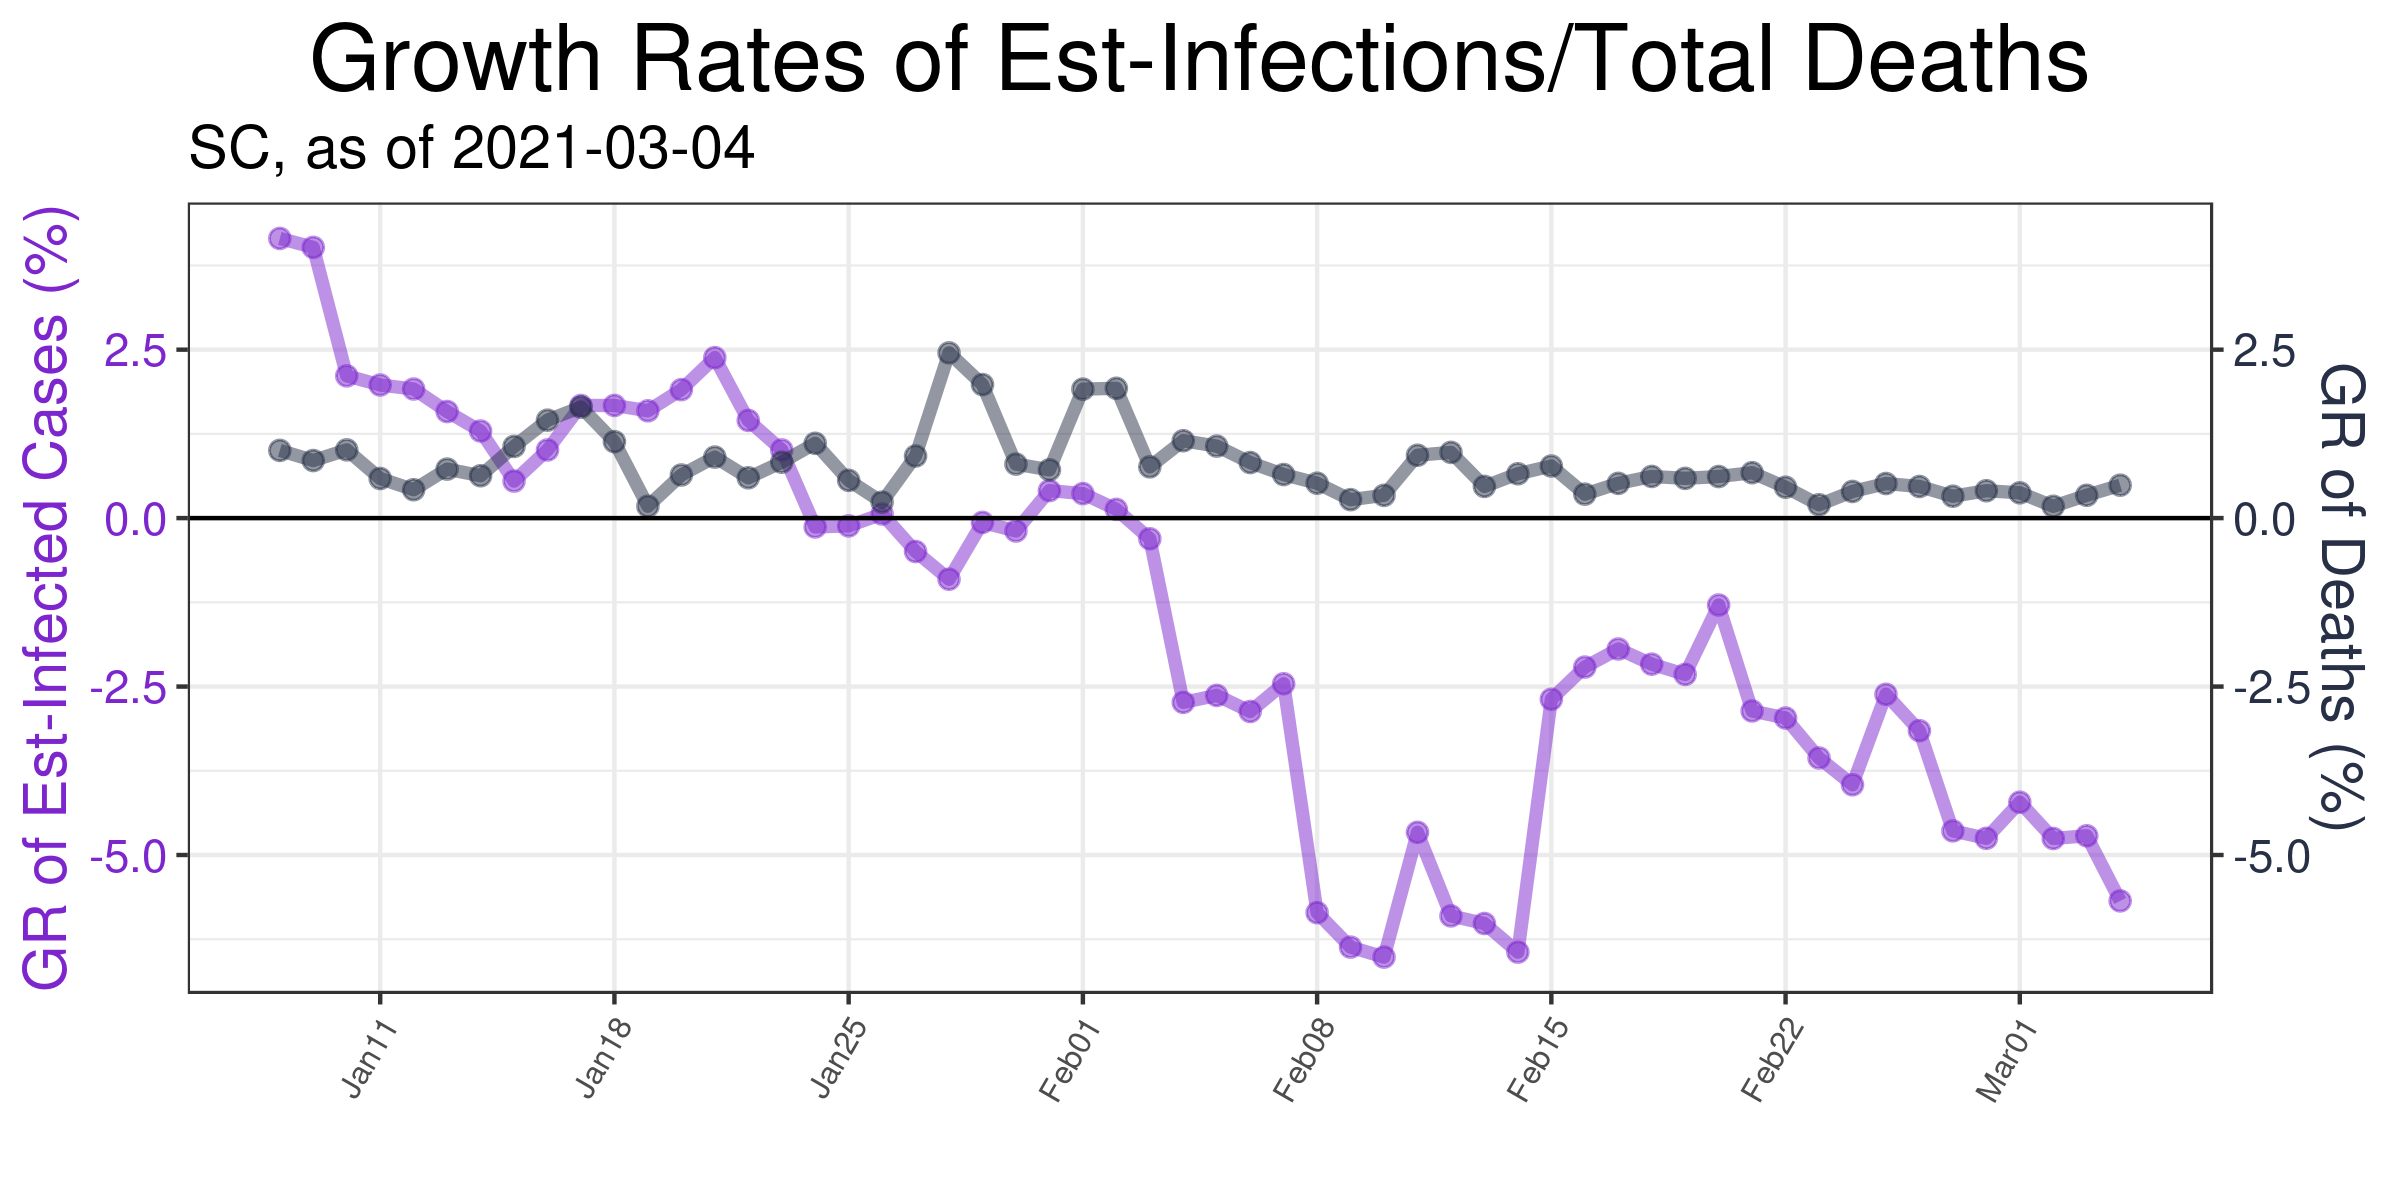 Growth Rates of Est-Infections/Total Deaths
SC, as of 2021-03-04
GR of Est-Infected Cases (%)
2.5
0.0
-2.5
-5.0
2.5
0.0
-2.5
-5.0
GR of Deaths (%)
Jan11
Jan18
Jan25
Feb01
Feb08
Feb15
Feb22
Mar01